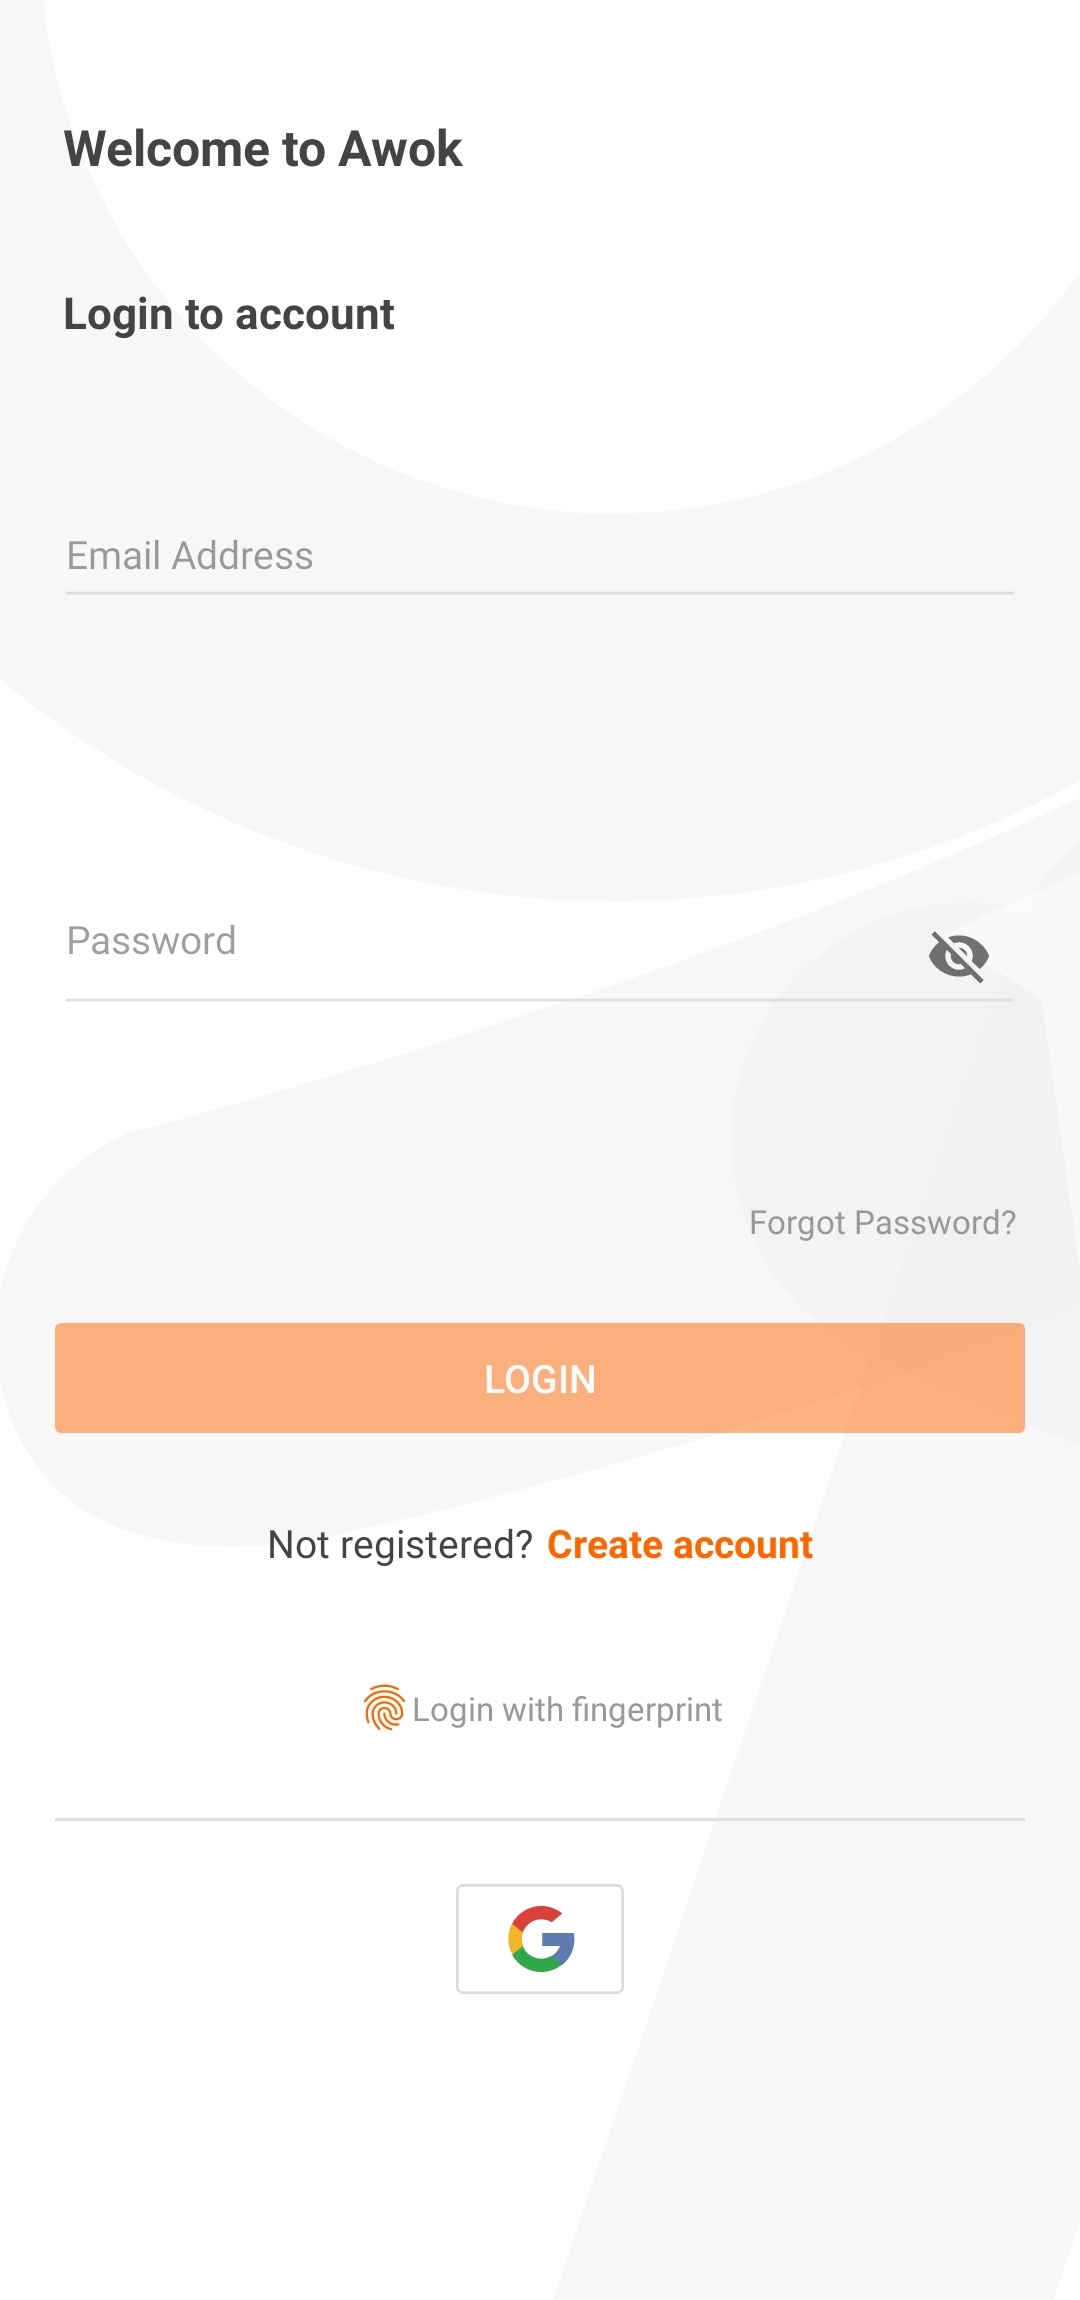 Welcome to Awok
Login to account
Email Address
Password
Forgot Password?
LOGIN
Not registered? Create account
Login with fingerprint